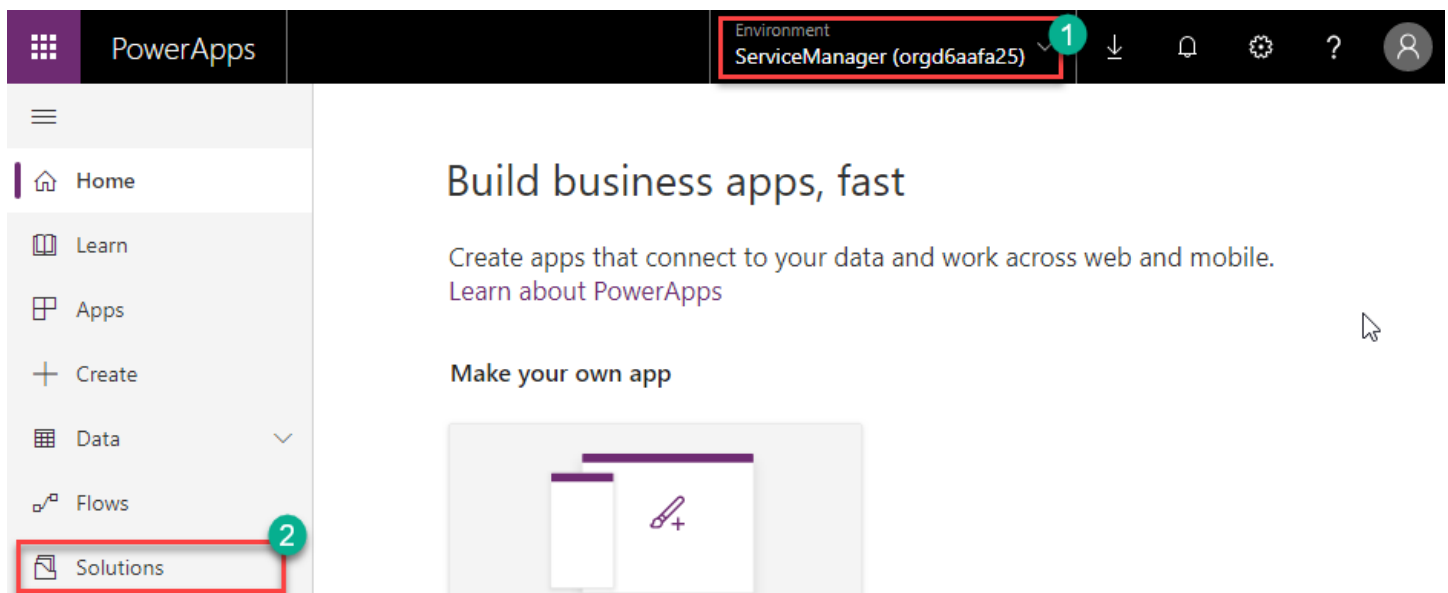 PowerApps
Environment
ServiceManager (orgd6aafa25)
1
?
Home
Learn
Apps
Create
Data
Flows
2
Solutions
Build business apps, fast
Create apps that connect to your data and work across web and mobile.
Learn about PowerApps
Make your own app